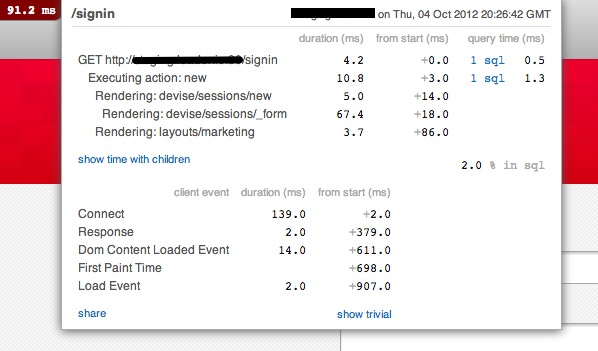 91.2 ms
/signin on Thu, 04 Oct 2012 20:26:42 GMT
duration (ms) from start (ms) query time (ms)
GET http:// /signin 4.2 +0.0 1 sql 0.5
Executing action: new 10.8 +3.0 1 sql 1.3
Rendering: devise/sessions/new 5.0 +14.0
Rendering: devise/sessions/_form 67.4 +18.0
Rendering: layouts/marketing 3.7 +86.0
show time with children
2.0 % in sql
client event duration (ms) from start (ms)
Connect 139.0 +2.0
Response 2.0 +379.0
Dom Content Loaded Event 14.0 +611.0
First Paint Time +698.0
Load Event 2.0 +907.0
share show trivial